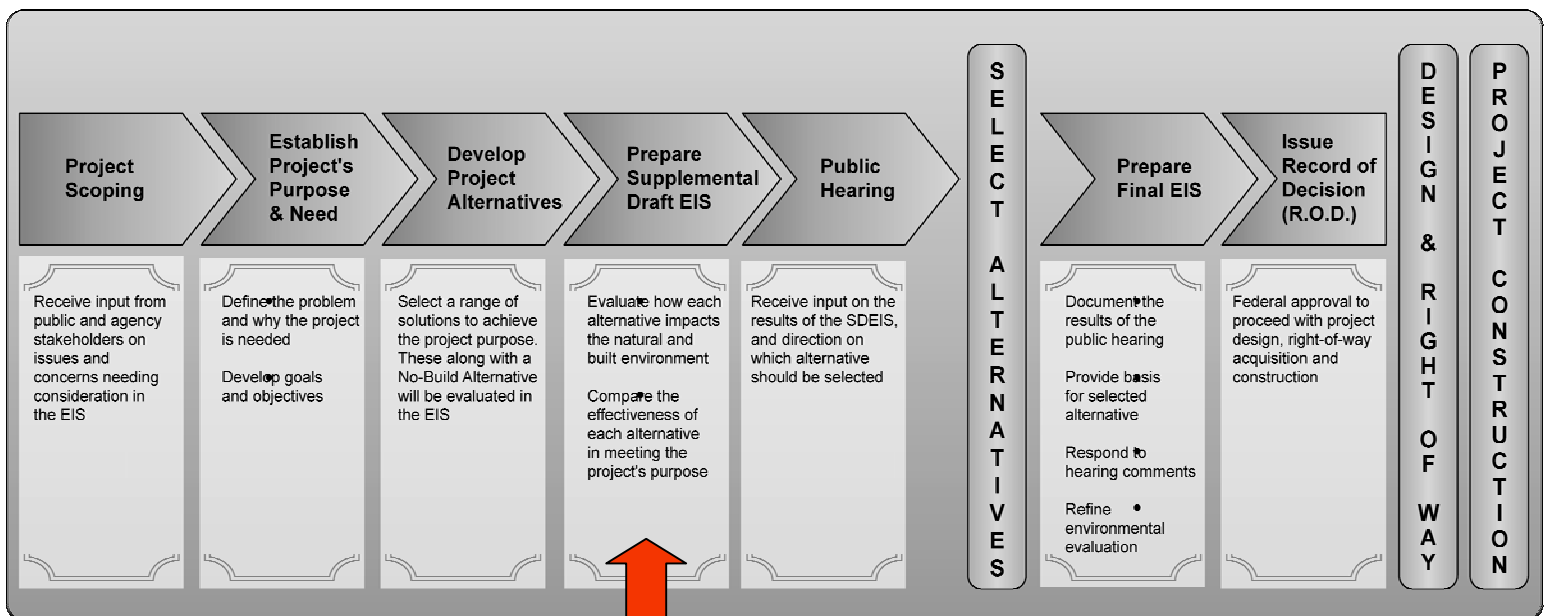 Project
Scoping
Receive input from
public and agency
stakeholders on
issues and
concerns needing
consideration in
the EIS
Establish
Project's
Purpose
& Need
• Define the problem
and why the project
is needed
• Develop goals
and objectives
Develop
Project
Alternatives
Select a range of
solutions to achieve
the project purpose.
These along with a
No-Build Alternative
will be evaluated in
the EIS
Prepare
Supplemental
Draft EIS
• Evaluate how each
alternative impacts
the natural and
built environment
• Compare the
effectiveness of
each alternative
in meeting the
project's purpose
Public
Hearing
Receive input on the
results of the SDEIS,
and direction on
which alternative
should be selected
SELECT ALTERNATIVES
Prepare
Final EIS
• Document the
results of the
public hearing
• Provide basis
for selected
alternative
• Respond to
hearing comments
• Refine
environmental
evaluation
Issue
Record of
Decision
(R.O.D.)
Federal approval to
proceed with project
design, right-of-way
acquisition and
construction
DESIGN & RIGHT OF WAY
PROJECT CONSTRUCTION